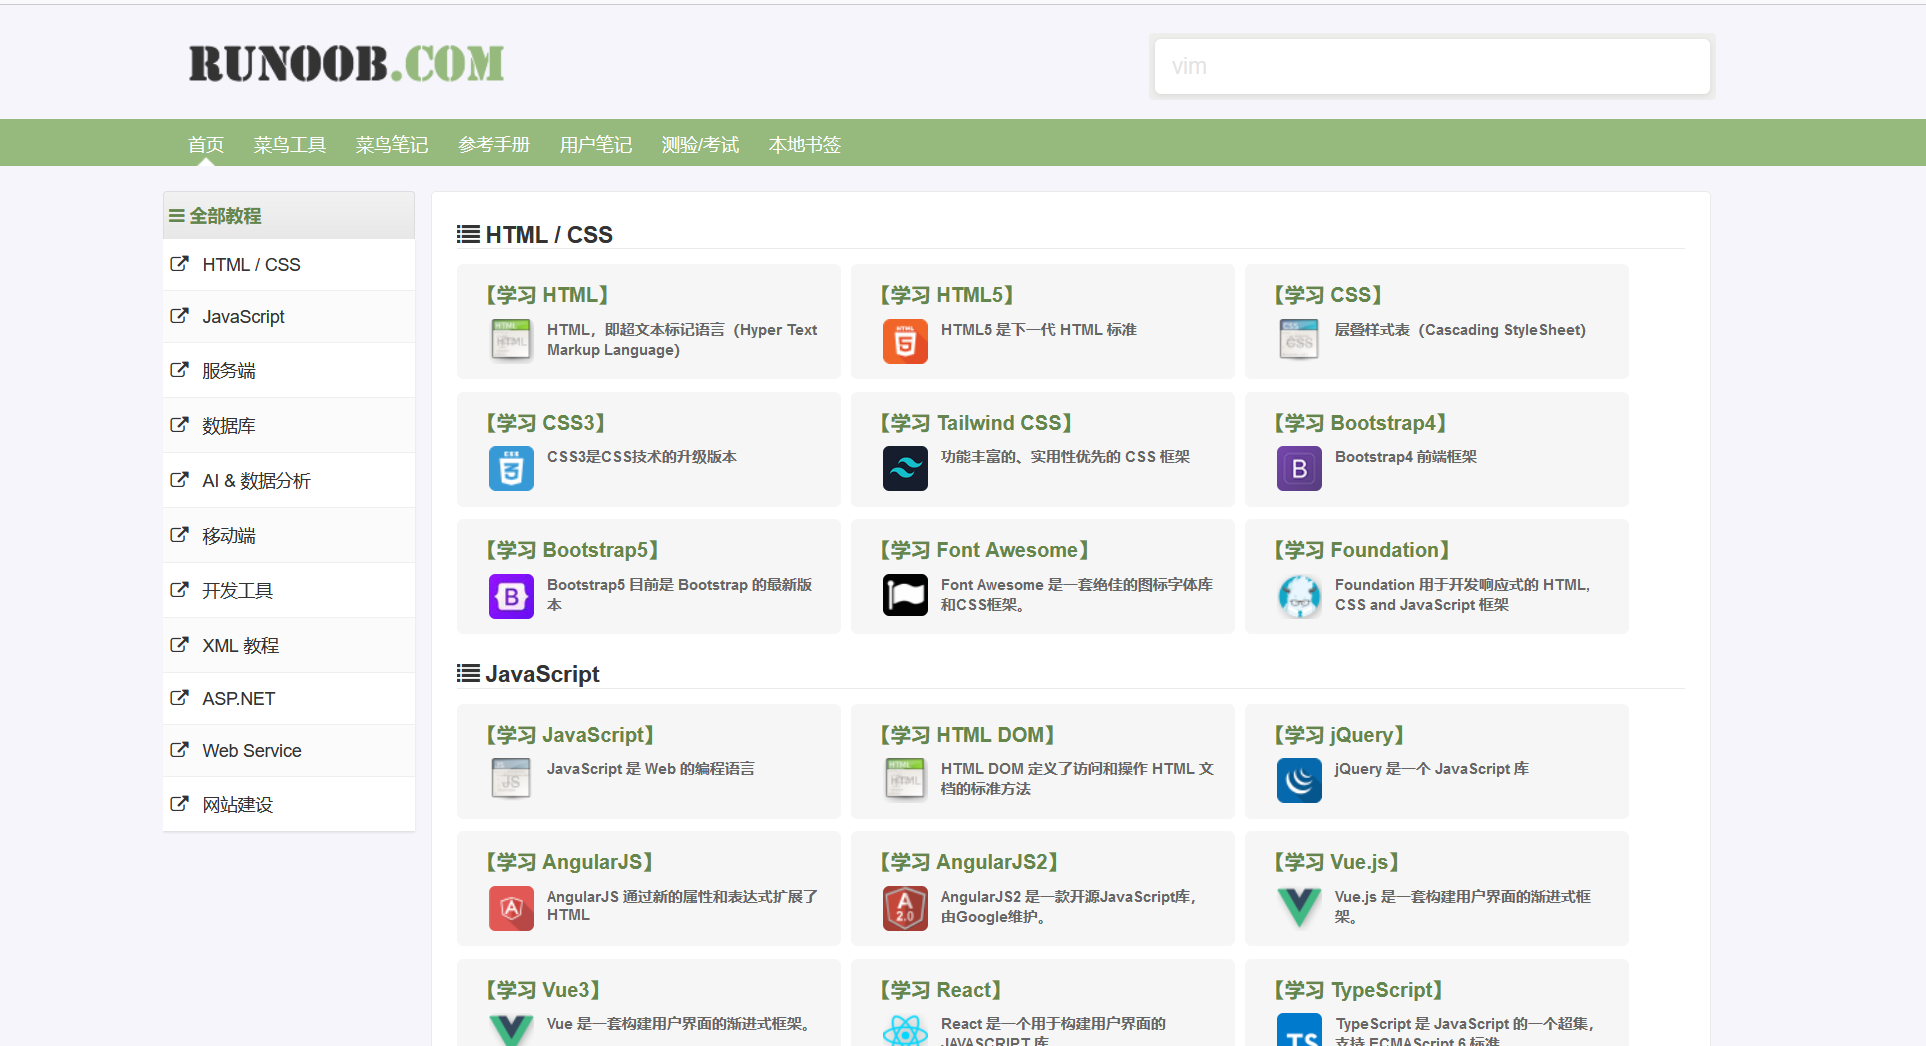 RUNOOB.COM
vim
首页 菜鸟工具 菜鸟笔记 参考手册 用户笔记 测验/考试 本地书签
全部教程
HTML / CSS
JavaScript
服务端
数据库
AI & 数据分析
移动端
开发工具
XML 教程
ASP.NET
Web Service
网站建设
HTML / CSS
【学习 HTML】
HTML，即超文本标记语言（Hyper Text
Markup Language）
【学习 HTML5】
HTML5 是下一代 HTML 标准
【学习 CSS】
层叠样式表（Cascading StyleSheet）
【学习 CSS3】
CSS3是CSS技术的升级版本
【学习 Tailwind CSS】
功能丰富的、实用性优先的 CSS 框架
【学习 Bootstrap4】
Bootstrap4 前端框架
【学习 Bootstrap5】
Bootstrap5 目前是 Bootstrap 的最新版
本
【学习 Font Awesome】
Font Awesome 是一套绝佳的图标字体库
和CSS框架。
【学习 Foundation】
Foundation 用于开发响应式的 HTML,
CSS and JavaScript 框架
JavaScript
【学习 JavaScript】
JavaScript 是 Web 的编程语言
【学习 HTML DOM】
HTML DOM 定义了访问和操作 HTML 文
档的标准方法
【学习 jQuery】
jQuery 是一个 JavaScript 库
【学习 AngularJS】
AngularJS 通过新的属性和表达式扩展了
HTML
【学习 AngularJS2】
AngularJS2 是一款开源JavaScript库，
由Google维护。
【学习 Vue.js】
Vue.js 是一套构建用户界面的渐进式框
架。
【学习 Vue3】
Vue 是一套构建用户界面的渐进式框架。
【学习 React】
React 是一个用于构建用户界面的
JAVASCRIPT 库
【学习 TypeScript】
TypeScript 是 JavaScript 的一个超集，
支持 ECMAScript 6 标准